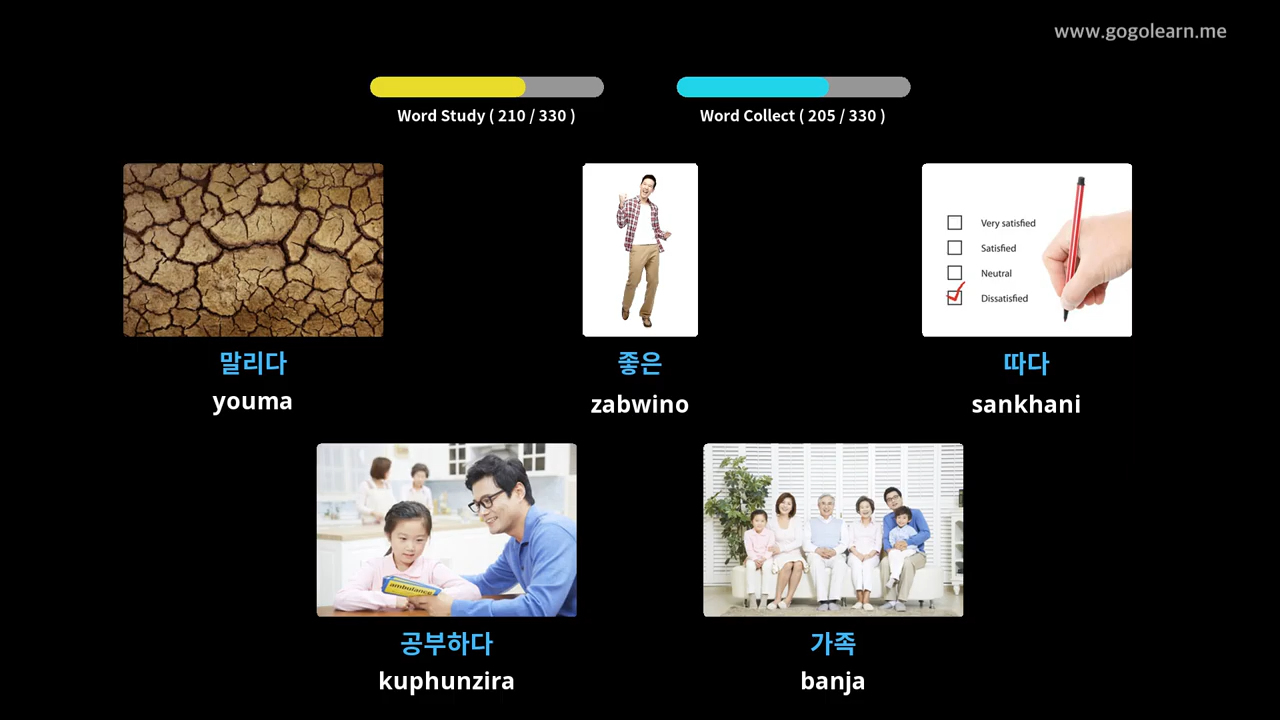 www.gogolearn.me
Word Study ( 210 / 330 )
Word Collect ( 205 / 330 )
Very satisfied
Satisfied
Neutral
Dissatisfied
말리다
좋은
따다
youma
zabwino
sankhani
ambulance
공부하다
가족
kuphunzira
banja